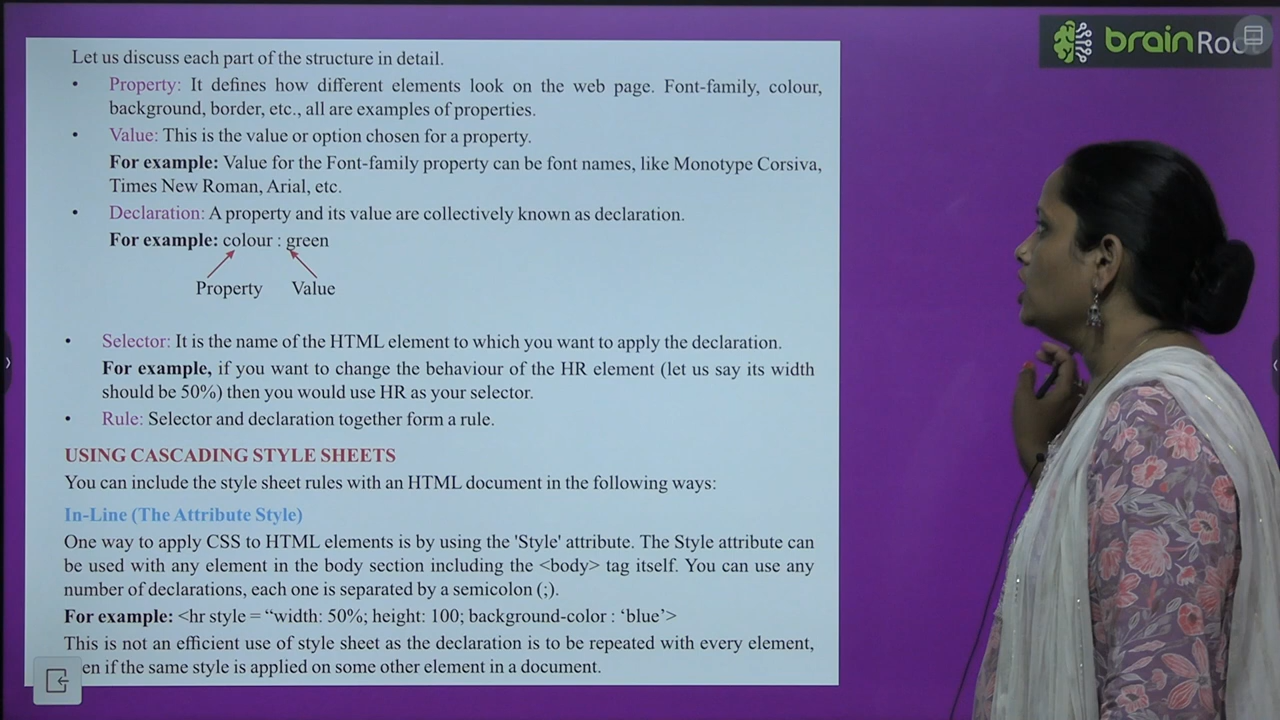 brainRoo
Let us discuss each part of the structure in detail.
• Property: It defines how different elements look on the web page. Font-family, colour,
background, border, etc., all are examples of properties.
• Value: This is the value or option chosen for a property.
For example: Value for the Font-family property can be font names, like Monotype Corsiva,
Times New Roman, Arial, etc.
• Declaration: A property and its value are collectively known as declaration.
For example: colour : green
Property Value
• Selector: It is the name of the HTML element to which you want to apply the declaration.
For example, if you want to change the behaviour of the HR element (let us say its width
should be 50%) then you would use HR as your selector.
• Rule: Selector and declaration together form a rule.
USING CASCADING STYLE SHEETS
You can include the style sheet rules with an HTML document in the following ways:
In-Line (The Attribute Style)
One way to apply CSS to HTML elements is by using the 'Style' attribute. The Style attribute can
be used with any element in the body section including the <body> tag itself. You can use any
number of declarations, each one is separated by a semicolon (;).
For example: <hr style = “width: 50%; height: 100; background-color : ‘blue’>
This is not an efficient use of style sheet as the declaration is to be repeated with every element,
en if the same style is applied on some other element in a document.